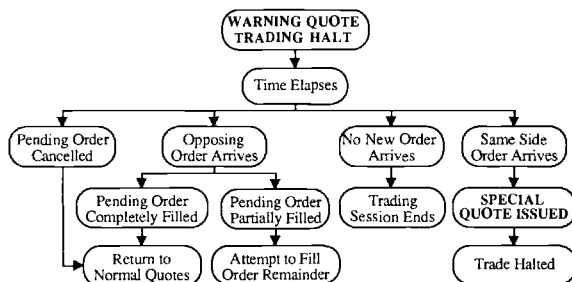 WARNING QUOTE
TRADING HALT
Time Elapses
Pending Order
Cancelled
Opposing
Order Arrives
No New Order
Arrives
Same Side
Order Arrives
Pending Order
Completely Filled
Pending Order
Partially Filled
Trading
Session Ends
SPECIAL
QUOTE ISSUED
Return to
Normal Quotes
Attempt to Fill
Order Remainder
Trade Halted